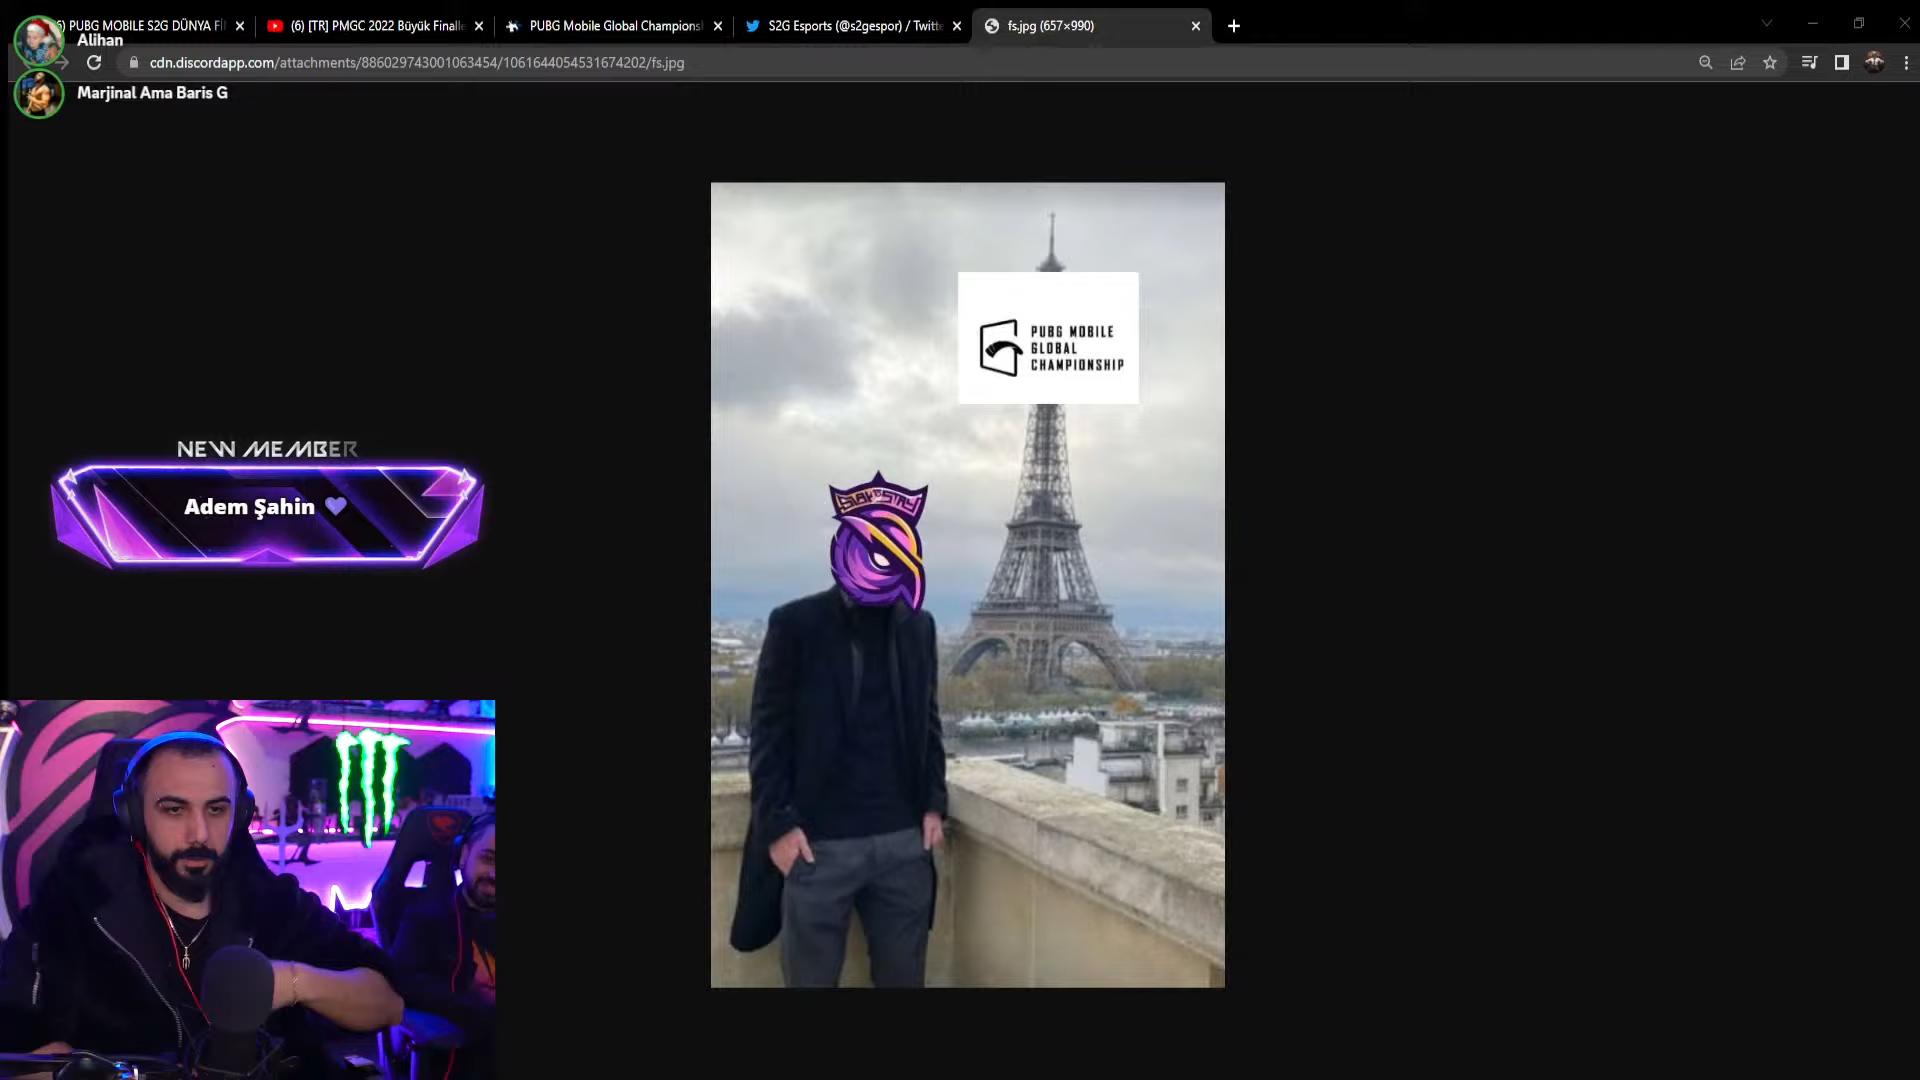 6) PUBG MOBILE S2G DÜNYA Fİ
(6) [TR] PMGC 2022 Büyük Finalle
PUBG Mobile Global Champions
S2G Esports (@s2gespor) / Twitte
fs.jpg (657×990)
Alihan
cdn.discordapp.com/attachments/886029743001063454/1061644054531674202/fs.jpg
Marjinal Ama Baris G
PUBG MOBILE
GLOBAL
CHAMPIONSHIP
NEW MEMBER
Adem Şahin 💜